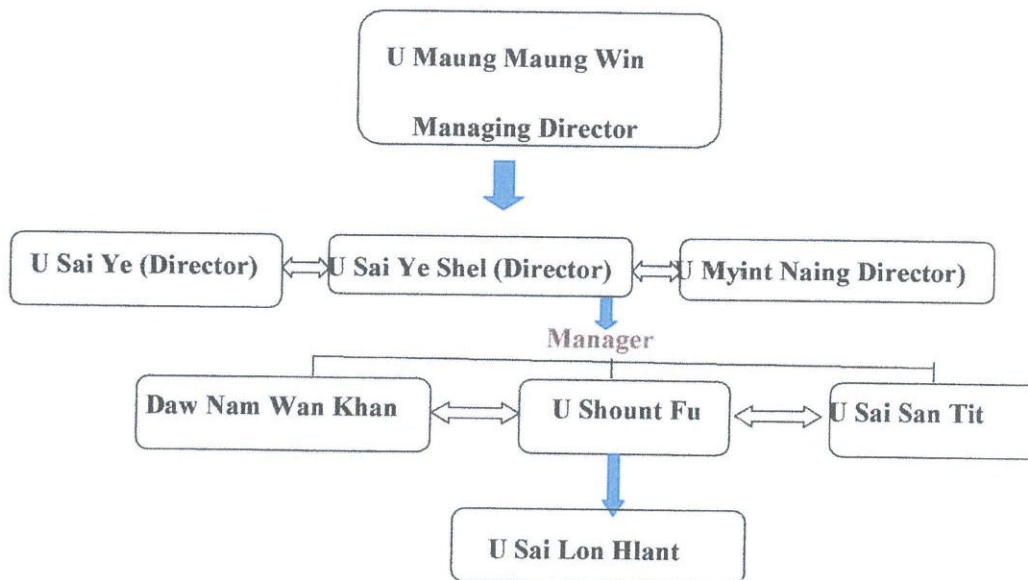 U Maung Maung Win
Managing Director
U Sai Ye (Director)
U Sai Ye Shel (Director)
U Myint Naing Director)
Manager
Daw Nam Wan Khan
U Shount Fu
U Sai San Tit
U Sai Lon Hlant